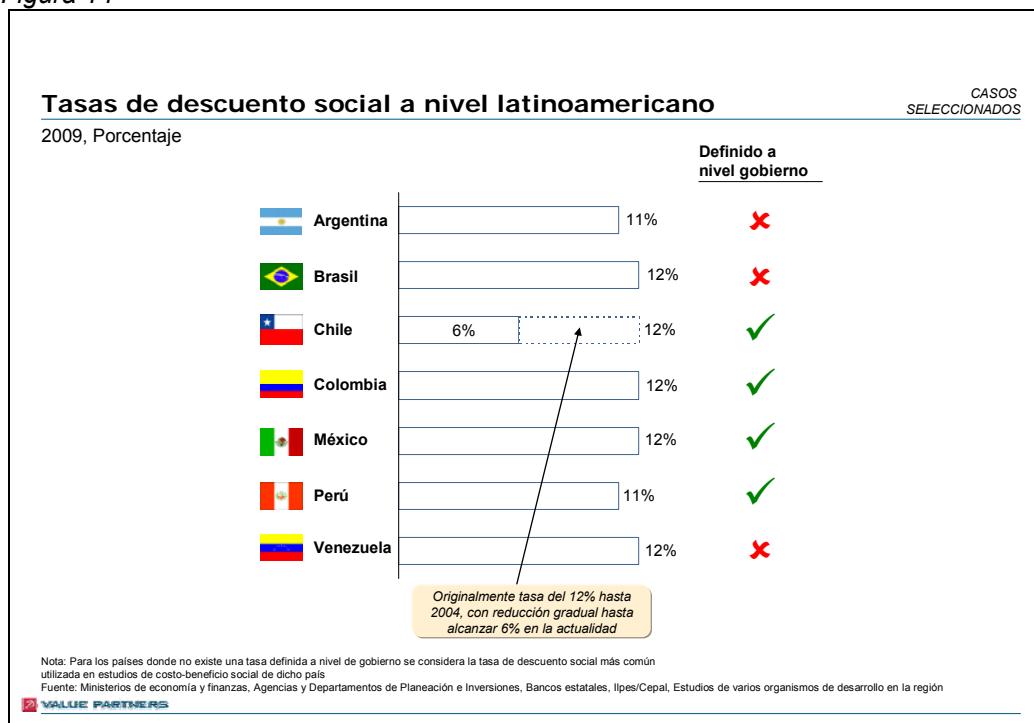 Tasas de descuento social a nivel latinoamericano
CASOS
SELECCIONADOS
2009, Porcentaje
Definido a
nivel gobierno
Argentina 11%
Brasil 12%
Chile 6% 12%
Colombia 12%
México 12%
Perú 11%
Venezuela 12%
Originalmente tasa del 12% hasta
2004, con reducción gradual hasta
alcanzar 6% en la actualidad
Nota: Para los países donde no existe una tasa definida a nivel de gobierno se considera la tasa de descuento social más común
utilizada en estudios de costo-beneficio social de dicho país
Fuente: Ministerios de economía y finanzas, Agencias y Departamentos de Planeación e Inversiones, Bancos estatales, Ilpes/Cepal, Estudios de varios organismos de desarrollo en la región
VALUE PARTNERS